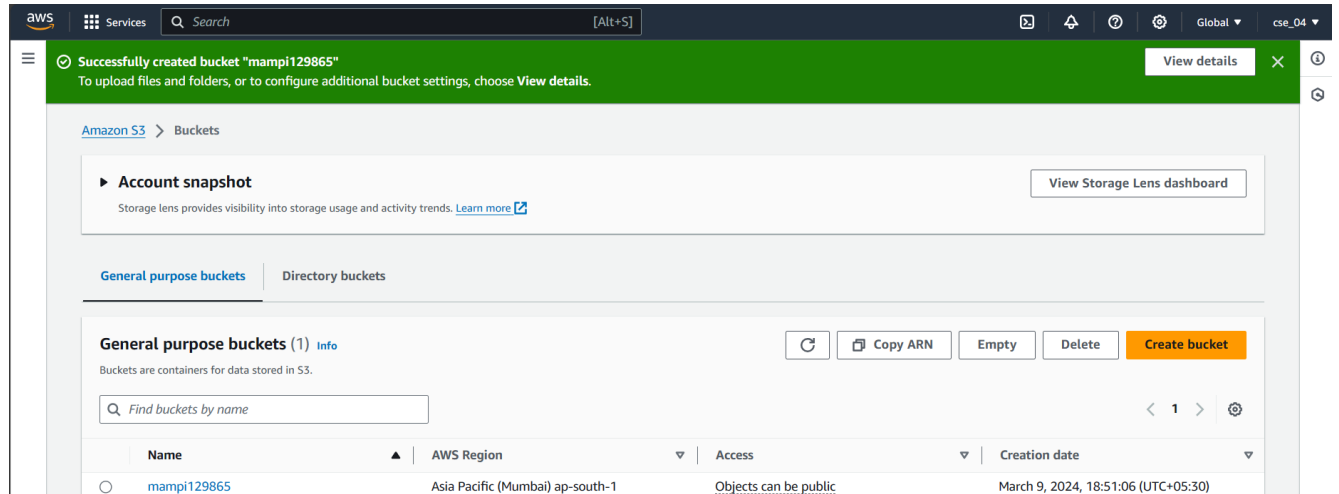 aws Services Search [Alt+S] Global ▼ cse_04 ▼
Successfully created bucket "mampi129865" View details
To upload files and folders, or to configure additional bucket settings, choose View details.
Amazon S3 > Buckets
Account snapshot View Storage Lens dashboard
Storage lens provides visibility into storage usage and activity trends. Learn more
General purpose buckets Directory buckets
General purpose buckets (1) Info Copy ARN Empty Delete Create bucket
Buckets are containers for data stored in S3.
Find buckets by name < 1 >
Name AWS Region Access Creation date
mampi129865 Asia Pacific (Mumbai) ap-south-1 Objects can be public March 9, 2024, 18:51:06 (UTC+05:30)